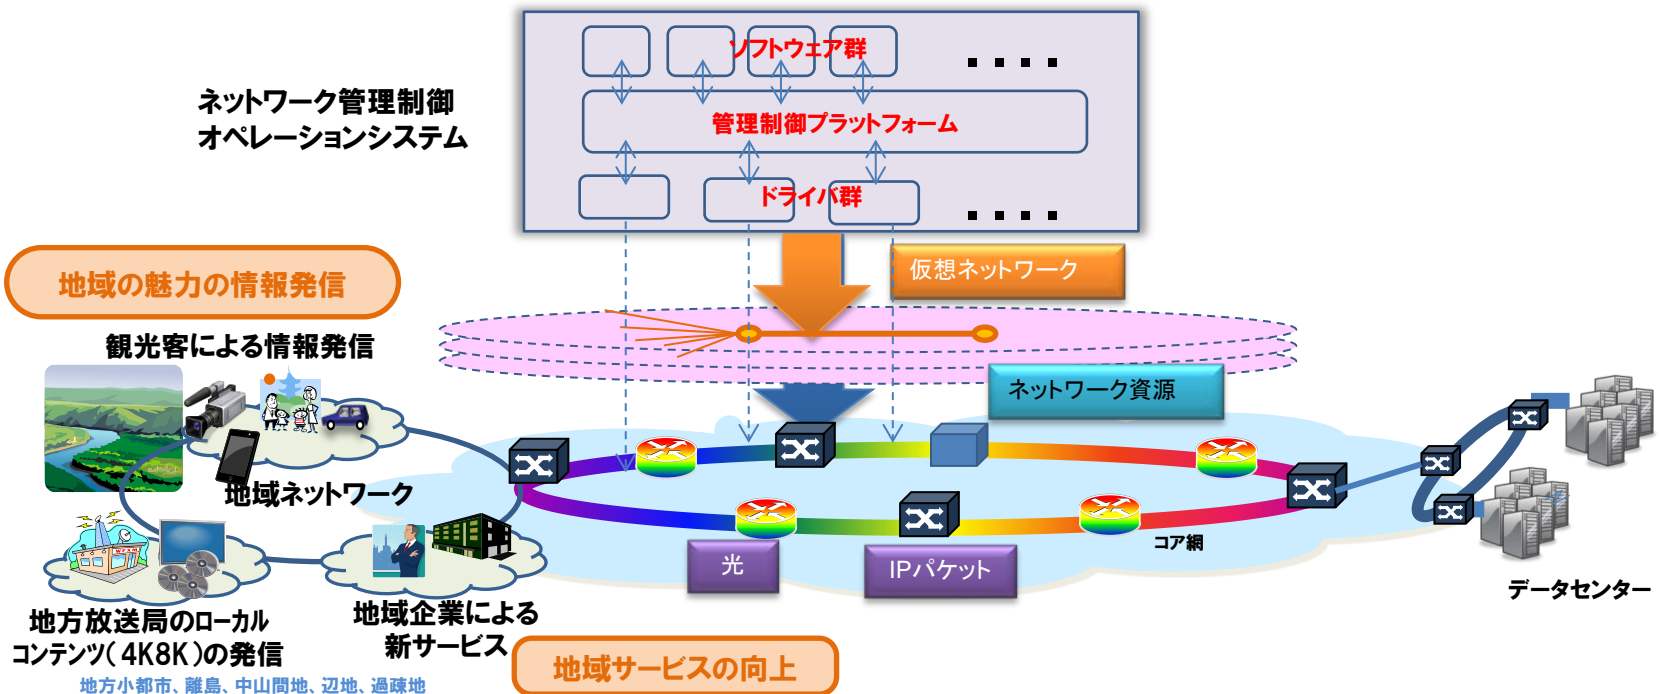 ソフトウェア群
ネットワーク管理制御
オペレーションシステム
管理制御プラットフォーム
ドライバ群
仮想ネットワーク
地域の魅力の情報発信
観光客による情報発信
ネットワーク資源
地域ネットワーク
コア網
光
IPパケット
データセンター
地方放送局のローカル
コンテンツ(4K8K)の発信
地域企業による
新サービス
地域サービスの向上
地方小都市、離島、中山間地、辺地、過疎地